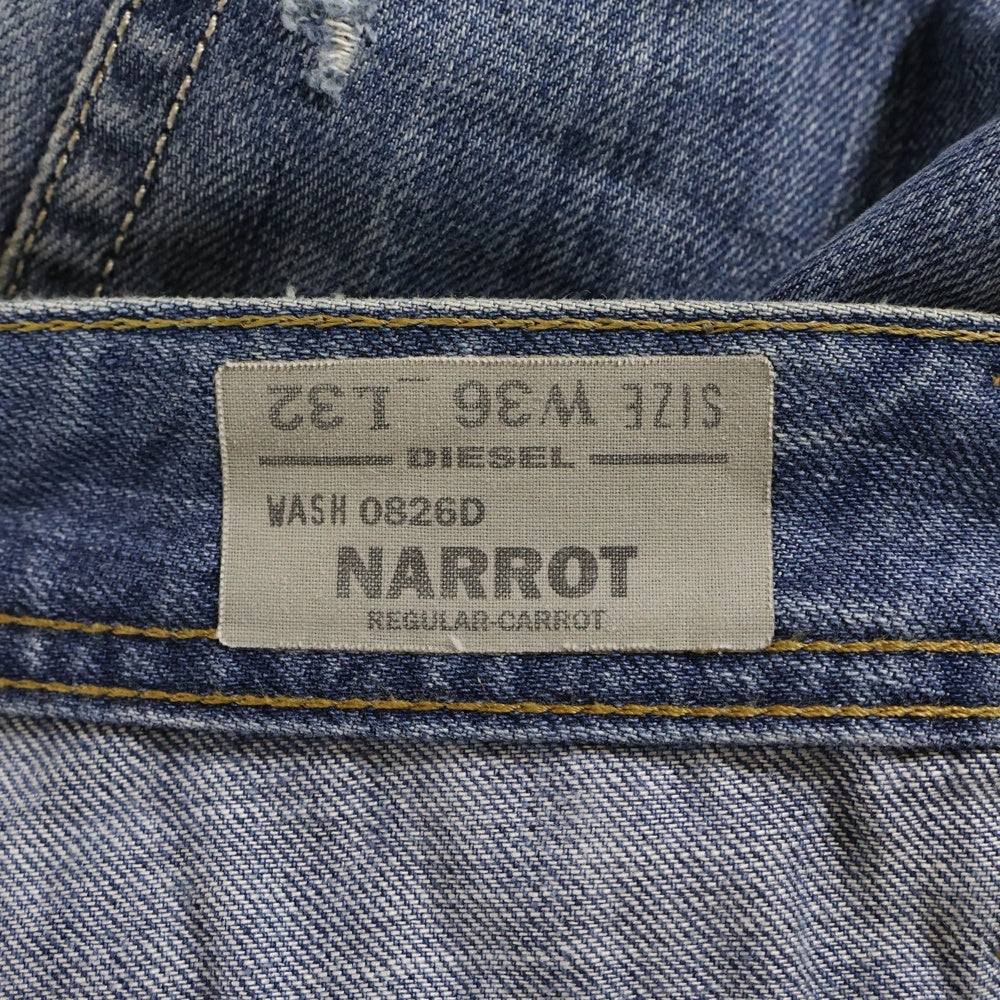 SIZE W36 L32
DIESEL
WASH 0826D
NARROT
REGULAR-CARROT